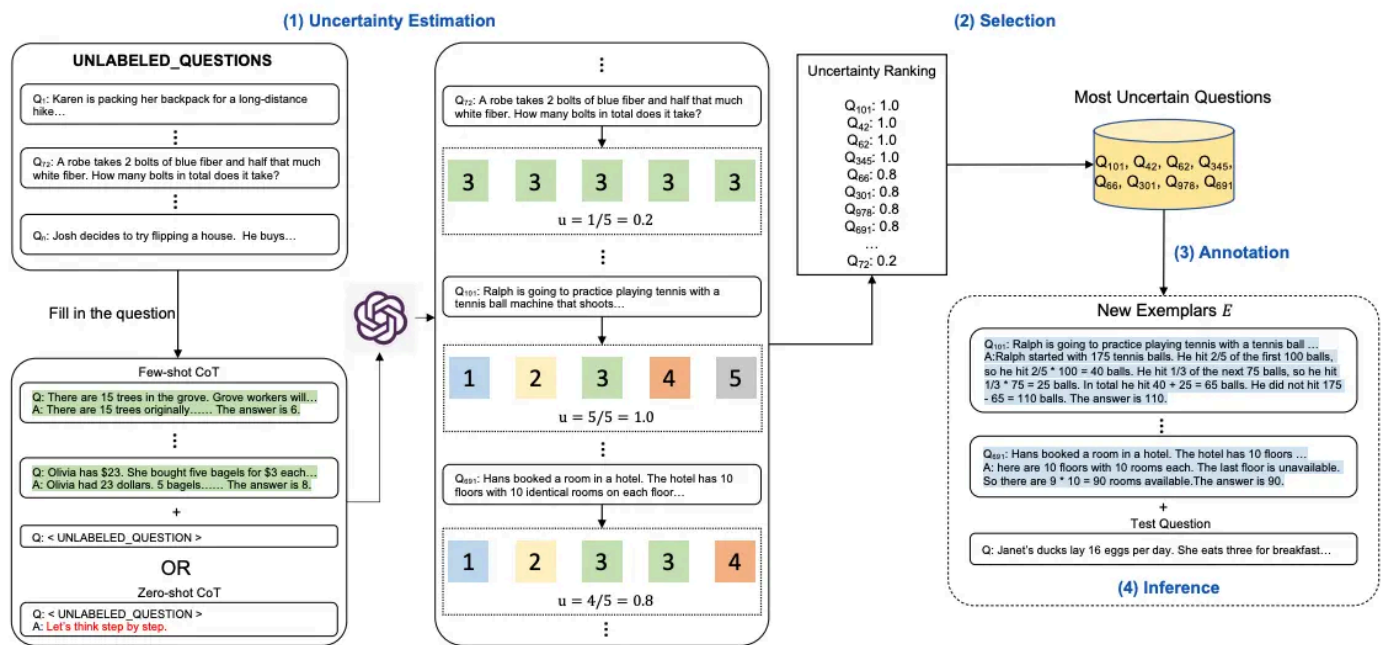 (1) Uncertainty Estimation
UNLABELED_QUESTIONS
Q1: Karen is packing her backpack for a long-distance
hike…
⋮
Q72: A robe takes 2 bolts of blue fiber and half that much
white fiber. How many bolts in total does it take?
⋮
Qn: Josh decides to try flipping a house.  He buys…
Fill in the question
Few-shot CoT
Q: There are 15 trees in the grove. Grove workers will…
A: There are 15 trees originally…… The answer is 6.
⋮
Q: Olivia has $23. She bought five bagels for $3 each…
A: Olivia had 23 dollars. 5 bagels…… The answer is 8.
+
Q: < UNLABELED_QUESTION >
OR
Zero-shot CoT
Q: < UNLABELED_QUESTION >
A: Let's think step by step.
⋮
Q72: A robe takes 2 bolts of blue fiber and half that much
white fiber. How many bolts in total does it take?
3 3 3 3 3
u = 1/5 = 0.2
⋮
Q101: Ralph is going to practice playing tennis with a
tennis ball machine that shoots…
1 2 3 4 5
u = 5/5 = 1.0
⋮
Q691: Hans booked a room in a hotel. The hotel has 10
floors with 10 identical rooms on each floor…
1 2 3 3 4
u = 4/5 = 0.8
⋮
(2) Selection
Uncertainty Ranking
Q101: 1.0
Q42: 1.0
Q62: 1.0
Q345: 1.0
Q66: 0.8
Q301: 0.8
Q978: 0.8
Q691: 0.8
…
Q72: 0.2
Most Uncertain Questions
Q101, Q42, Q62, Q345,
Q66, Q301, Q978, Q691
(3) Annotation
New Exemplars E
Q101: Ralph is going to practice playing tennis with a tennis ball …
A:Ralph started with 175 tennis balls. He hit 2/5 of the first 100 balls,
so he hit 2/5 * 100 = 40 balls. He hit 1/3 of the next 75 balls, so he hit
1/3 * 75 = 25 balls. In total he hit 40 + 25 = 65 balls. He did not hit 175
- 65 = 110 balls. The answer is 110.
⋮
Q691: Hans booked a room in a hotel. The hotel has 10 floors …
A: here are 10 floors with 10 rooms each. The last floor is unavailable.
So there are 9 * 10 = 90 rooms available.The answer is 90.
+
Test Question
Q: Janet's ducks lay 16 eggs per day. She eats three for breakfast…
(4) Inference